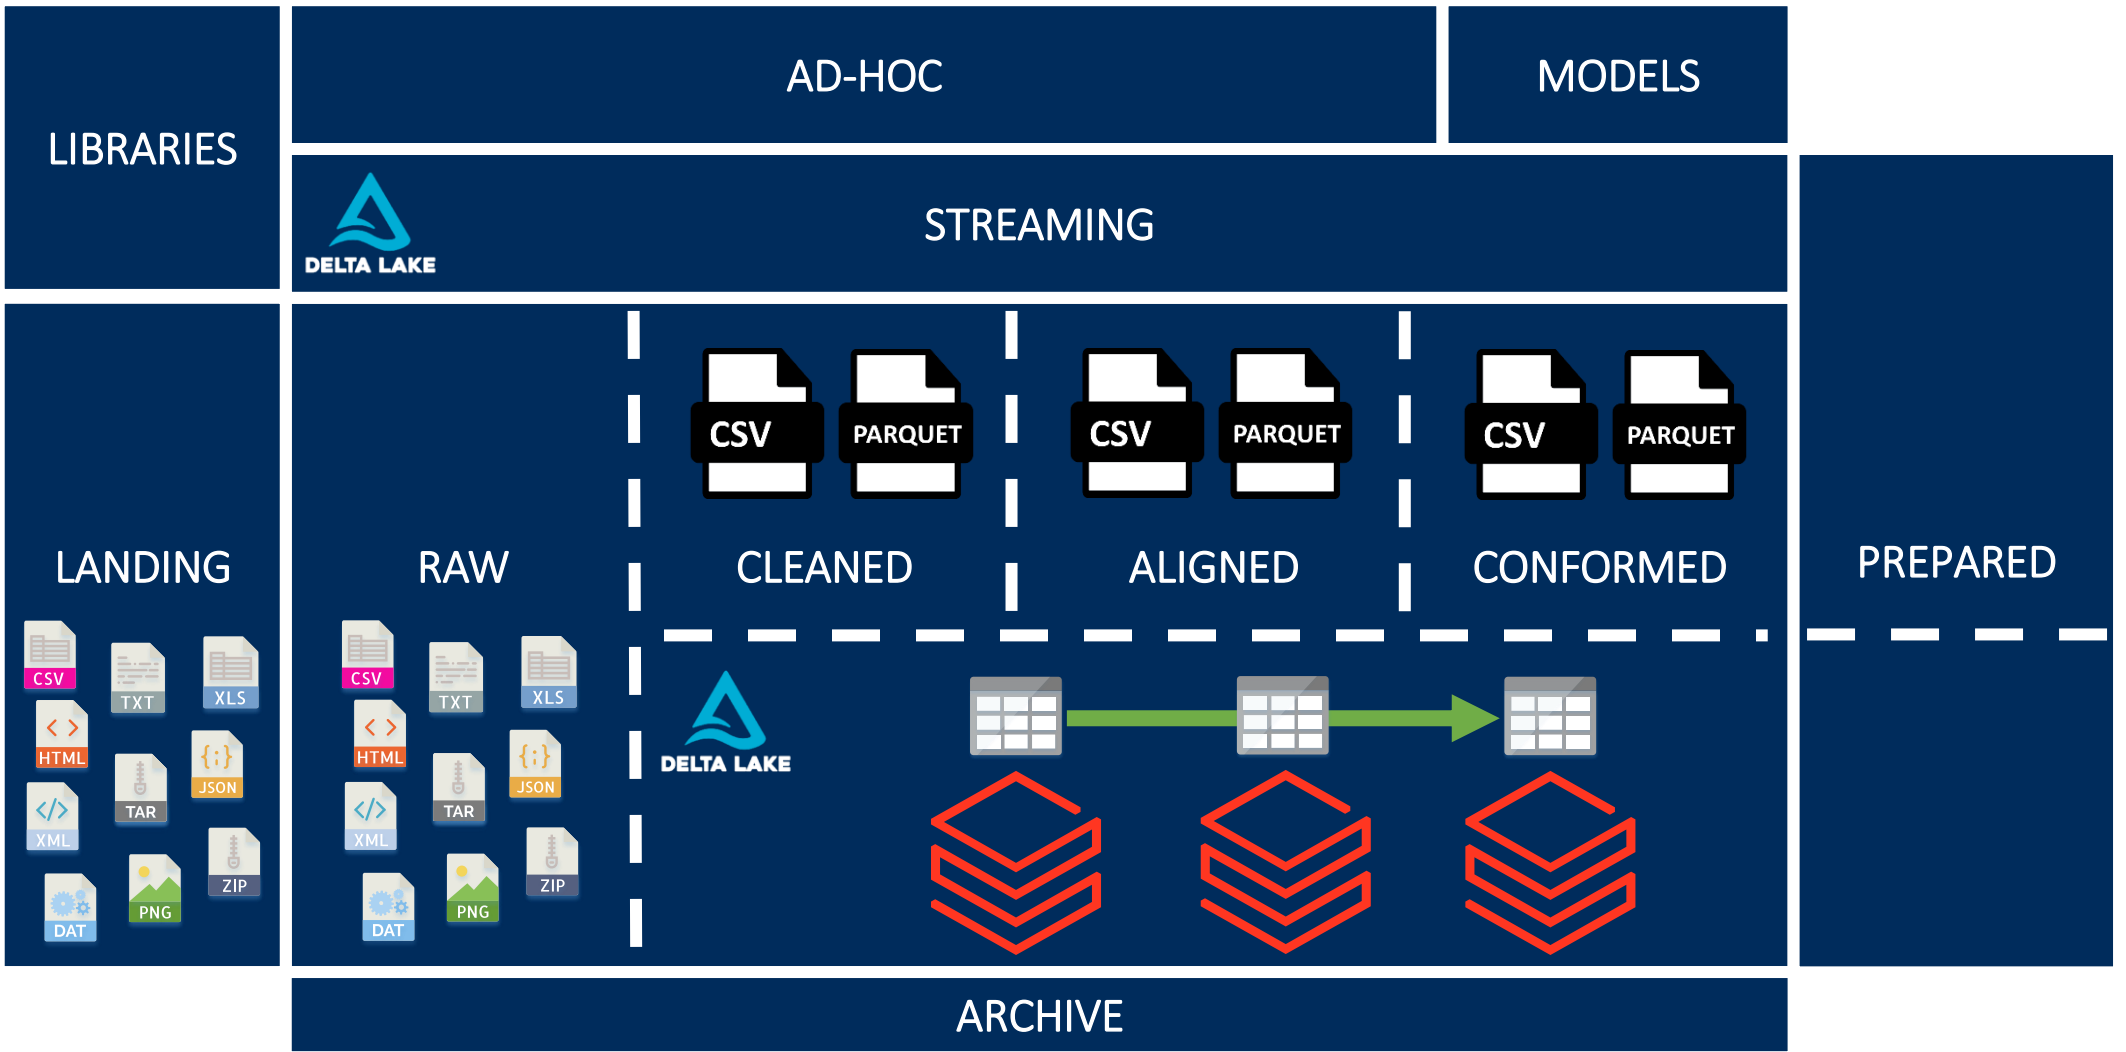 AD-HOC
MODELS
LIBRARIES
STREAMING
DELTA LAKE
CSV
PARQUET
CSV
PARQUET
CSV
PARQUET
LANDING
RAW
CLEANED
ALIGNED
CONFORMED
PREPARED
CSV
TXT
XLS
HTML
JSON
TAR
XML
ZIP
PNG
DAT
CSV
TXT
XLS
HTML
JSON
TAR
XML
ZIP
PNG
DAT
DELTA LAKE
ARCHIVE